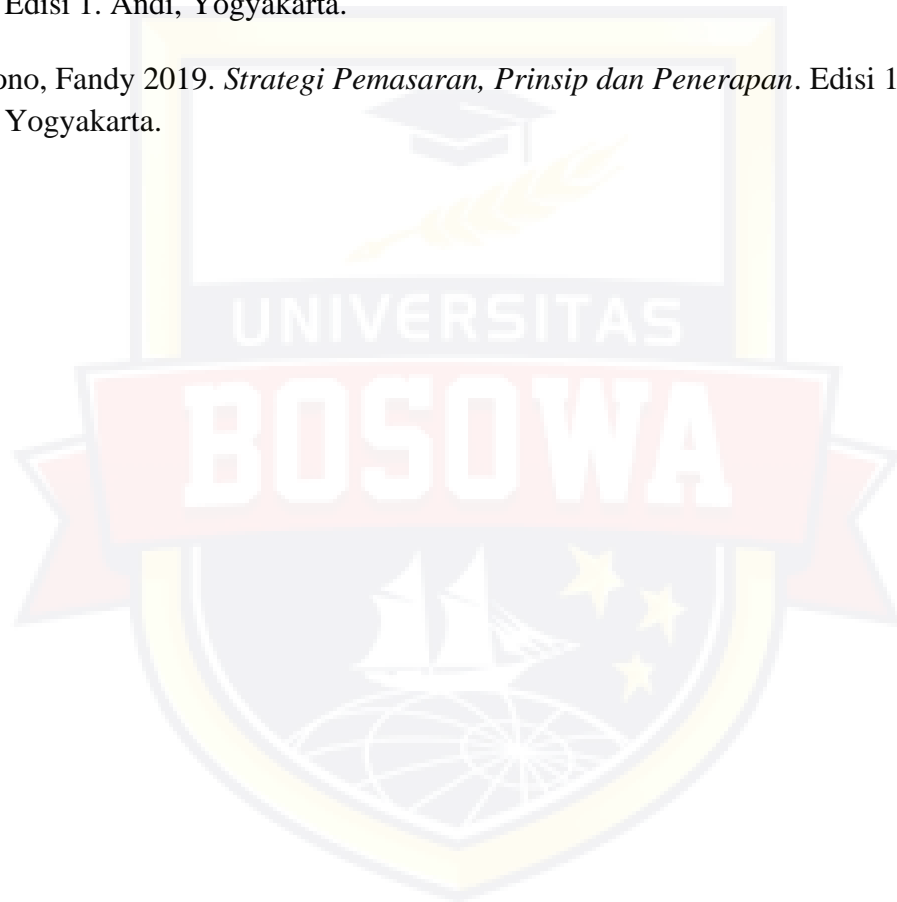 Edisi 1. Andi, Yogyakarta.
ono, Fandy 2019. Strategi Pemasaran, Prinsip dan Penerapan. Edisi 1
Yogyakarta.
UNIVERSITAS
BOSOWA